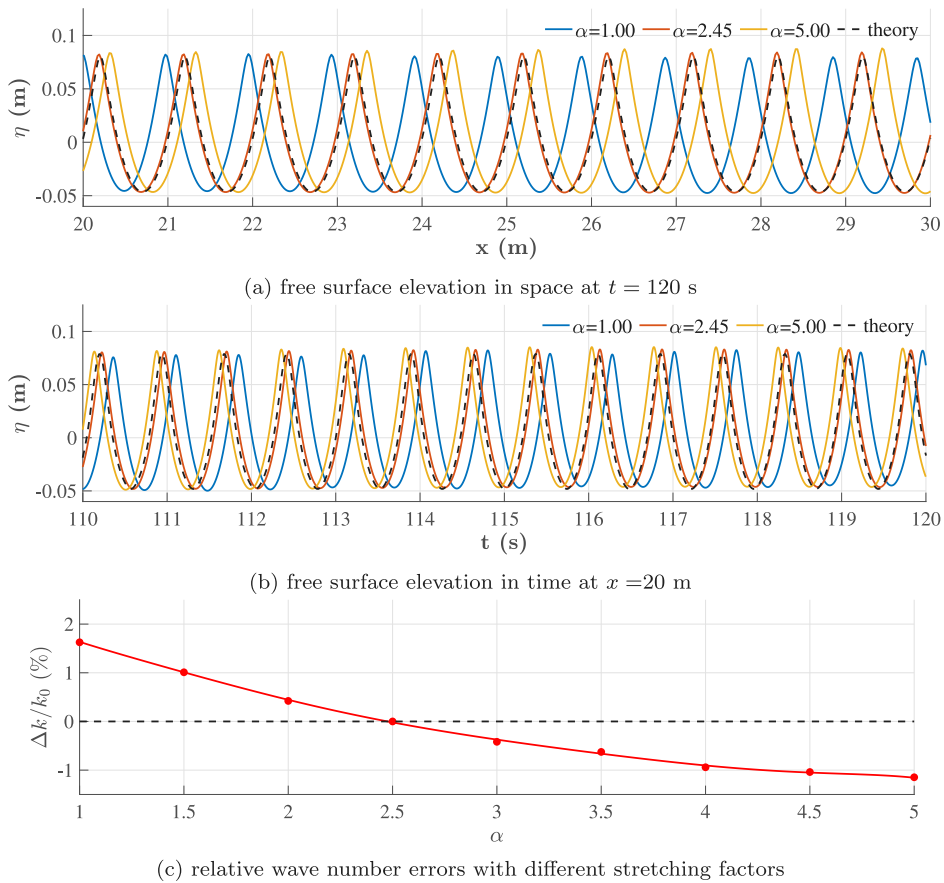 α=1.00 α=2.45 α=5.00 theory
0.1
0.05
0
-0.05
η (m)
20 21 22 23 24 25 26 27 28 29 30
x (m)
(a) free surface elevation in space at t = 120 s
α=1.00 α=2.45 α=5.00 theory
0.1
0.05
0
-0.05
η (m)
110 111 112 113 114 115 116 117 118 119 120
t (s)
(b) free surface elevation in time at x =20 m
2
1
0
-1
Δk/k₀ (%)
1 1.5 2 2.5 3 3.5 4 4.5 5
α
(c) relative wave number errors with different stretching factors